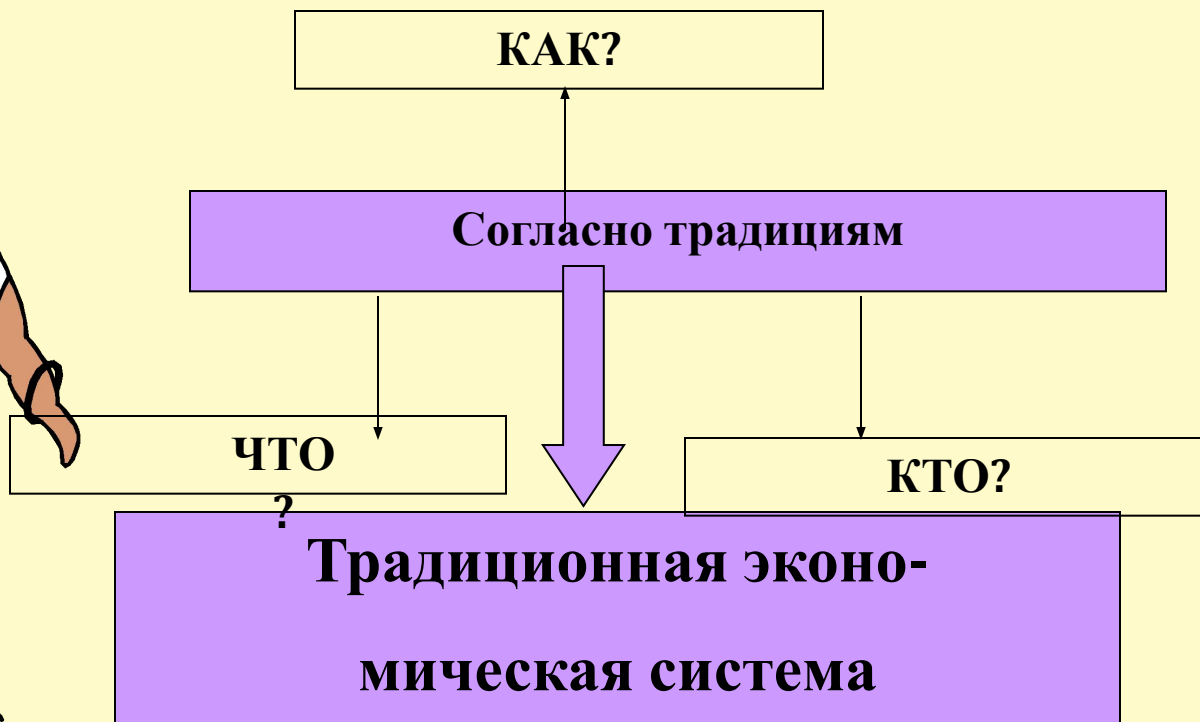 КАК?
Согласно традициям
ЧТО
?
КТО?
Традиционная эконо-
мическая система